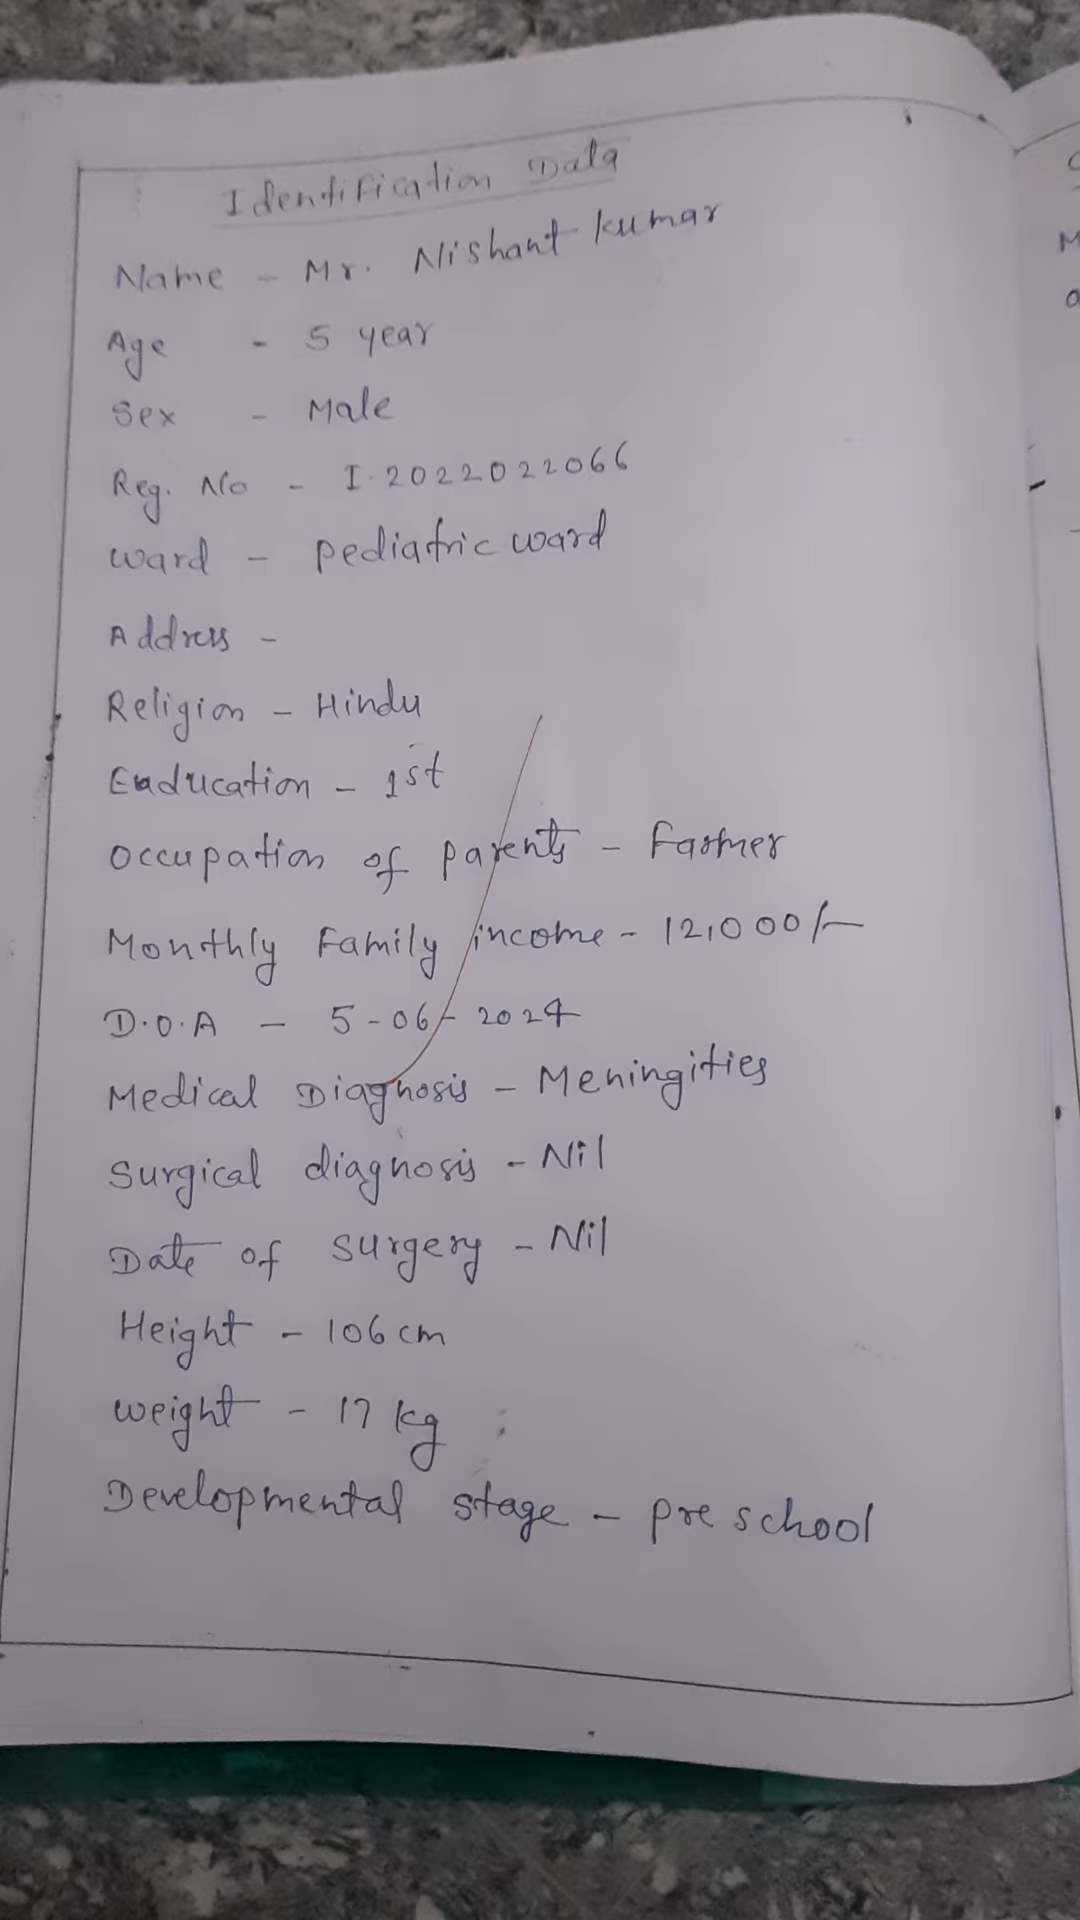 Identification Data
Name - Mr. Nishant kumar
Age - 5 year
Sex - Male
Reg. No - I-2022022066
ward - pediatric ward
Address -
Religion - Hindu
Eaducation - 1st
Occupation of parents - Farmer
Monthly Family income - 12,000/-
D.O.A - 5-06-2024
Medical Diagnosis - Meningities
Surgical diagnosis - Nil
Date of surgery - Nil
Height - 106 cm
weight - 17 kg
Developmental stage - pre school